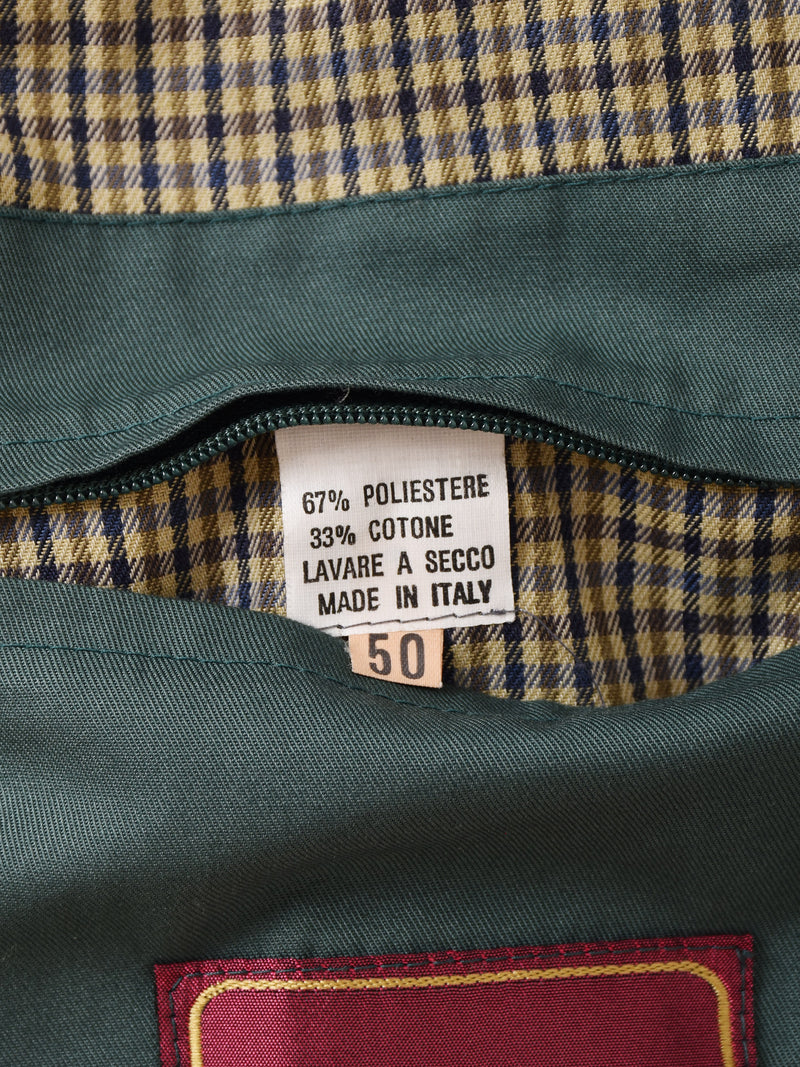 67% POLIESTERE
33% COTONE
LAVARE A SECCO
MADE IN ITALY
50